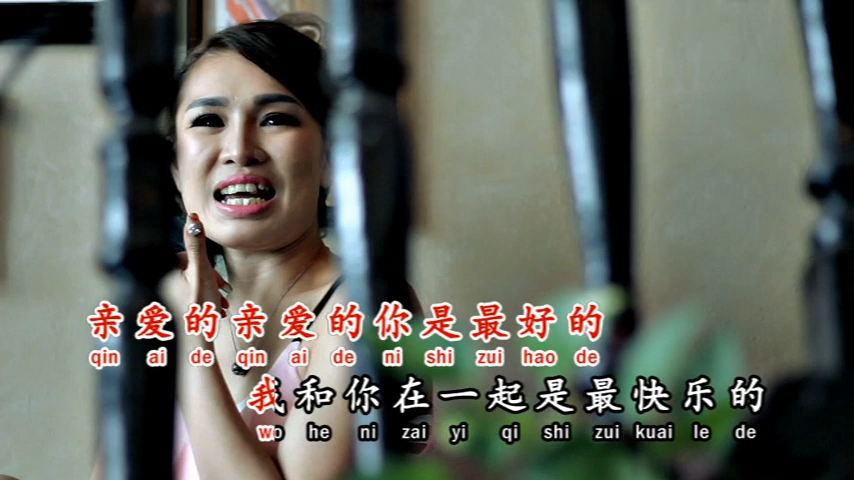 亲爱的亲爱的你是最好的
qin ai de qin ai de ni shi zui hao de
我和你在一起是最快乐的
wo he ni zai yi qi shi zui kuai le de